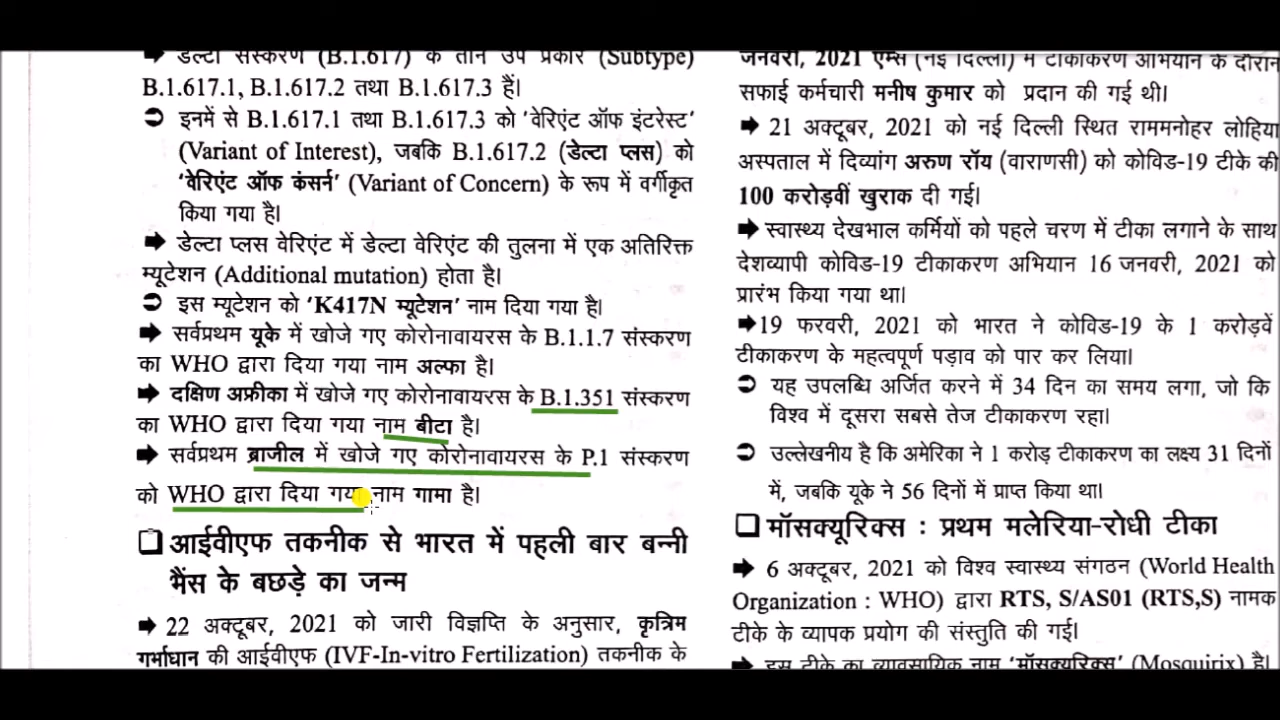 ➡ डेल्टा संस्करण (B.1.617) के तीन उप प्रकार (Subtype)
B.1.617.1, B.1.617.2 तथा B.1.617.3 हैं।
➲ इनमें से B.1.617.1 तथा B.1.617.3 को 'वेरिएंट ऑफ इंटरेस्ट'
(Variant of Interest), जबकि B.1.617.2 (डेल्टा प्लस) को
'वेरिएंट ऑफ कंसर्न' (Variant of Concern) के रूप में वर्गीकृत
किया गया है।
➡ डेल्टा प्लस वेरिएंट में डेल्टा वेरिएंट की तुलना में एक अतिरिक्त
म्यूटेशन (Additional mutation) होता है।
➲ इस म्यूटेशन को 'K417N म्यूटेशन' नाम दिया गया है।
➡ सर्वप्रथम यूके में खोजे गए कोरोनावायरस के B.1.1.7 संस्करण
का WHO द्वारा दिया गया नाम अल्फा है।
➡ दक्षिण अफ्रीका में खोजे गए कोरोनावायरस के B.1.351 संस्करण
का WHO द्वारा दिया गया नाम बीटा है।
➡ सर्वप्रथम ब्राजील में खोजे गए कोरोनावायरस के P.1 संस्करण
को WHO द्वारा दिया गया नाम गामा है।
❑ आईवीएफ तकनीक से भारत में पहली बार बन्नी
भैंस के बछड़े का जन्म
➡ 22 अक्टूबर, 2021 को जारी विज्ञप्ति के अनुसार, कृत्रिम
गर्भाधान की आईवीएफ (IVF-In-vitro Fertilization) तकनीक के
जनवरी, 2021 एम्स (नई दिल्ली) में टीकाकरण अभियान के दौरान
सफाई कर्मचारी मनीष कुमार को प्रदान की गई थी।
➡ 21 अक्टूबर, 2021 को नई दिल्ली स्थित राममनोहर लोहिया
अस्पताल में दिव्यांग अरुण रॉय (वाराणसी) को कोविड-19 टीके की
100 करोड़वीं खुराक दी गई।
➡ स्वास्थ्य देखभाल कर्मियों को पहले चरण में टीका लगाने के साथ
देशव्यापी कोविड-19 टीकाकरण अभियान 16 जनवरी, 2021 को
प्रारंभ किया गया था।
➡19 फरवरी, 2021 को भारत ने कोविड-19 के 1 करोड़वें
टीकाकरण के महत्वपूर्ण पड़ाव को पार कर लिया।
➲ यह उपलब्धि अर्जित करने में 34 दिन का समय लगा, जो कि
विश्व में दूसरा सबसे तेज टीकाकरण रहा।
➲ उल्लेखनीय है कि अमेरिका ने 1 करोड़ टीकाकरण का लक्ष्य 31 दिनों
में, जबकि यूके ने 56 दिनों में प्राप्त किया था।
❑ मॉसक्यूरिक्स : प्रथम मलेरिया-रोधी टीका
➡ 6 अक्टूबर, 2021 को विश्व स्वास्थ्य संगठन (World Health
Organization : WHO) द्वारा RTS, S/AS01 (RTS,S) नामक
टीके के व्यापक प्रयोग की संस्तुति की गई।
➡ इस टीके का व्यावसायिक नाम 'मॉसक्यूरिक्स' (Mosquirix) है।